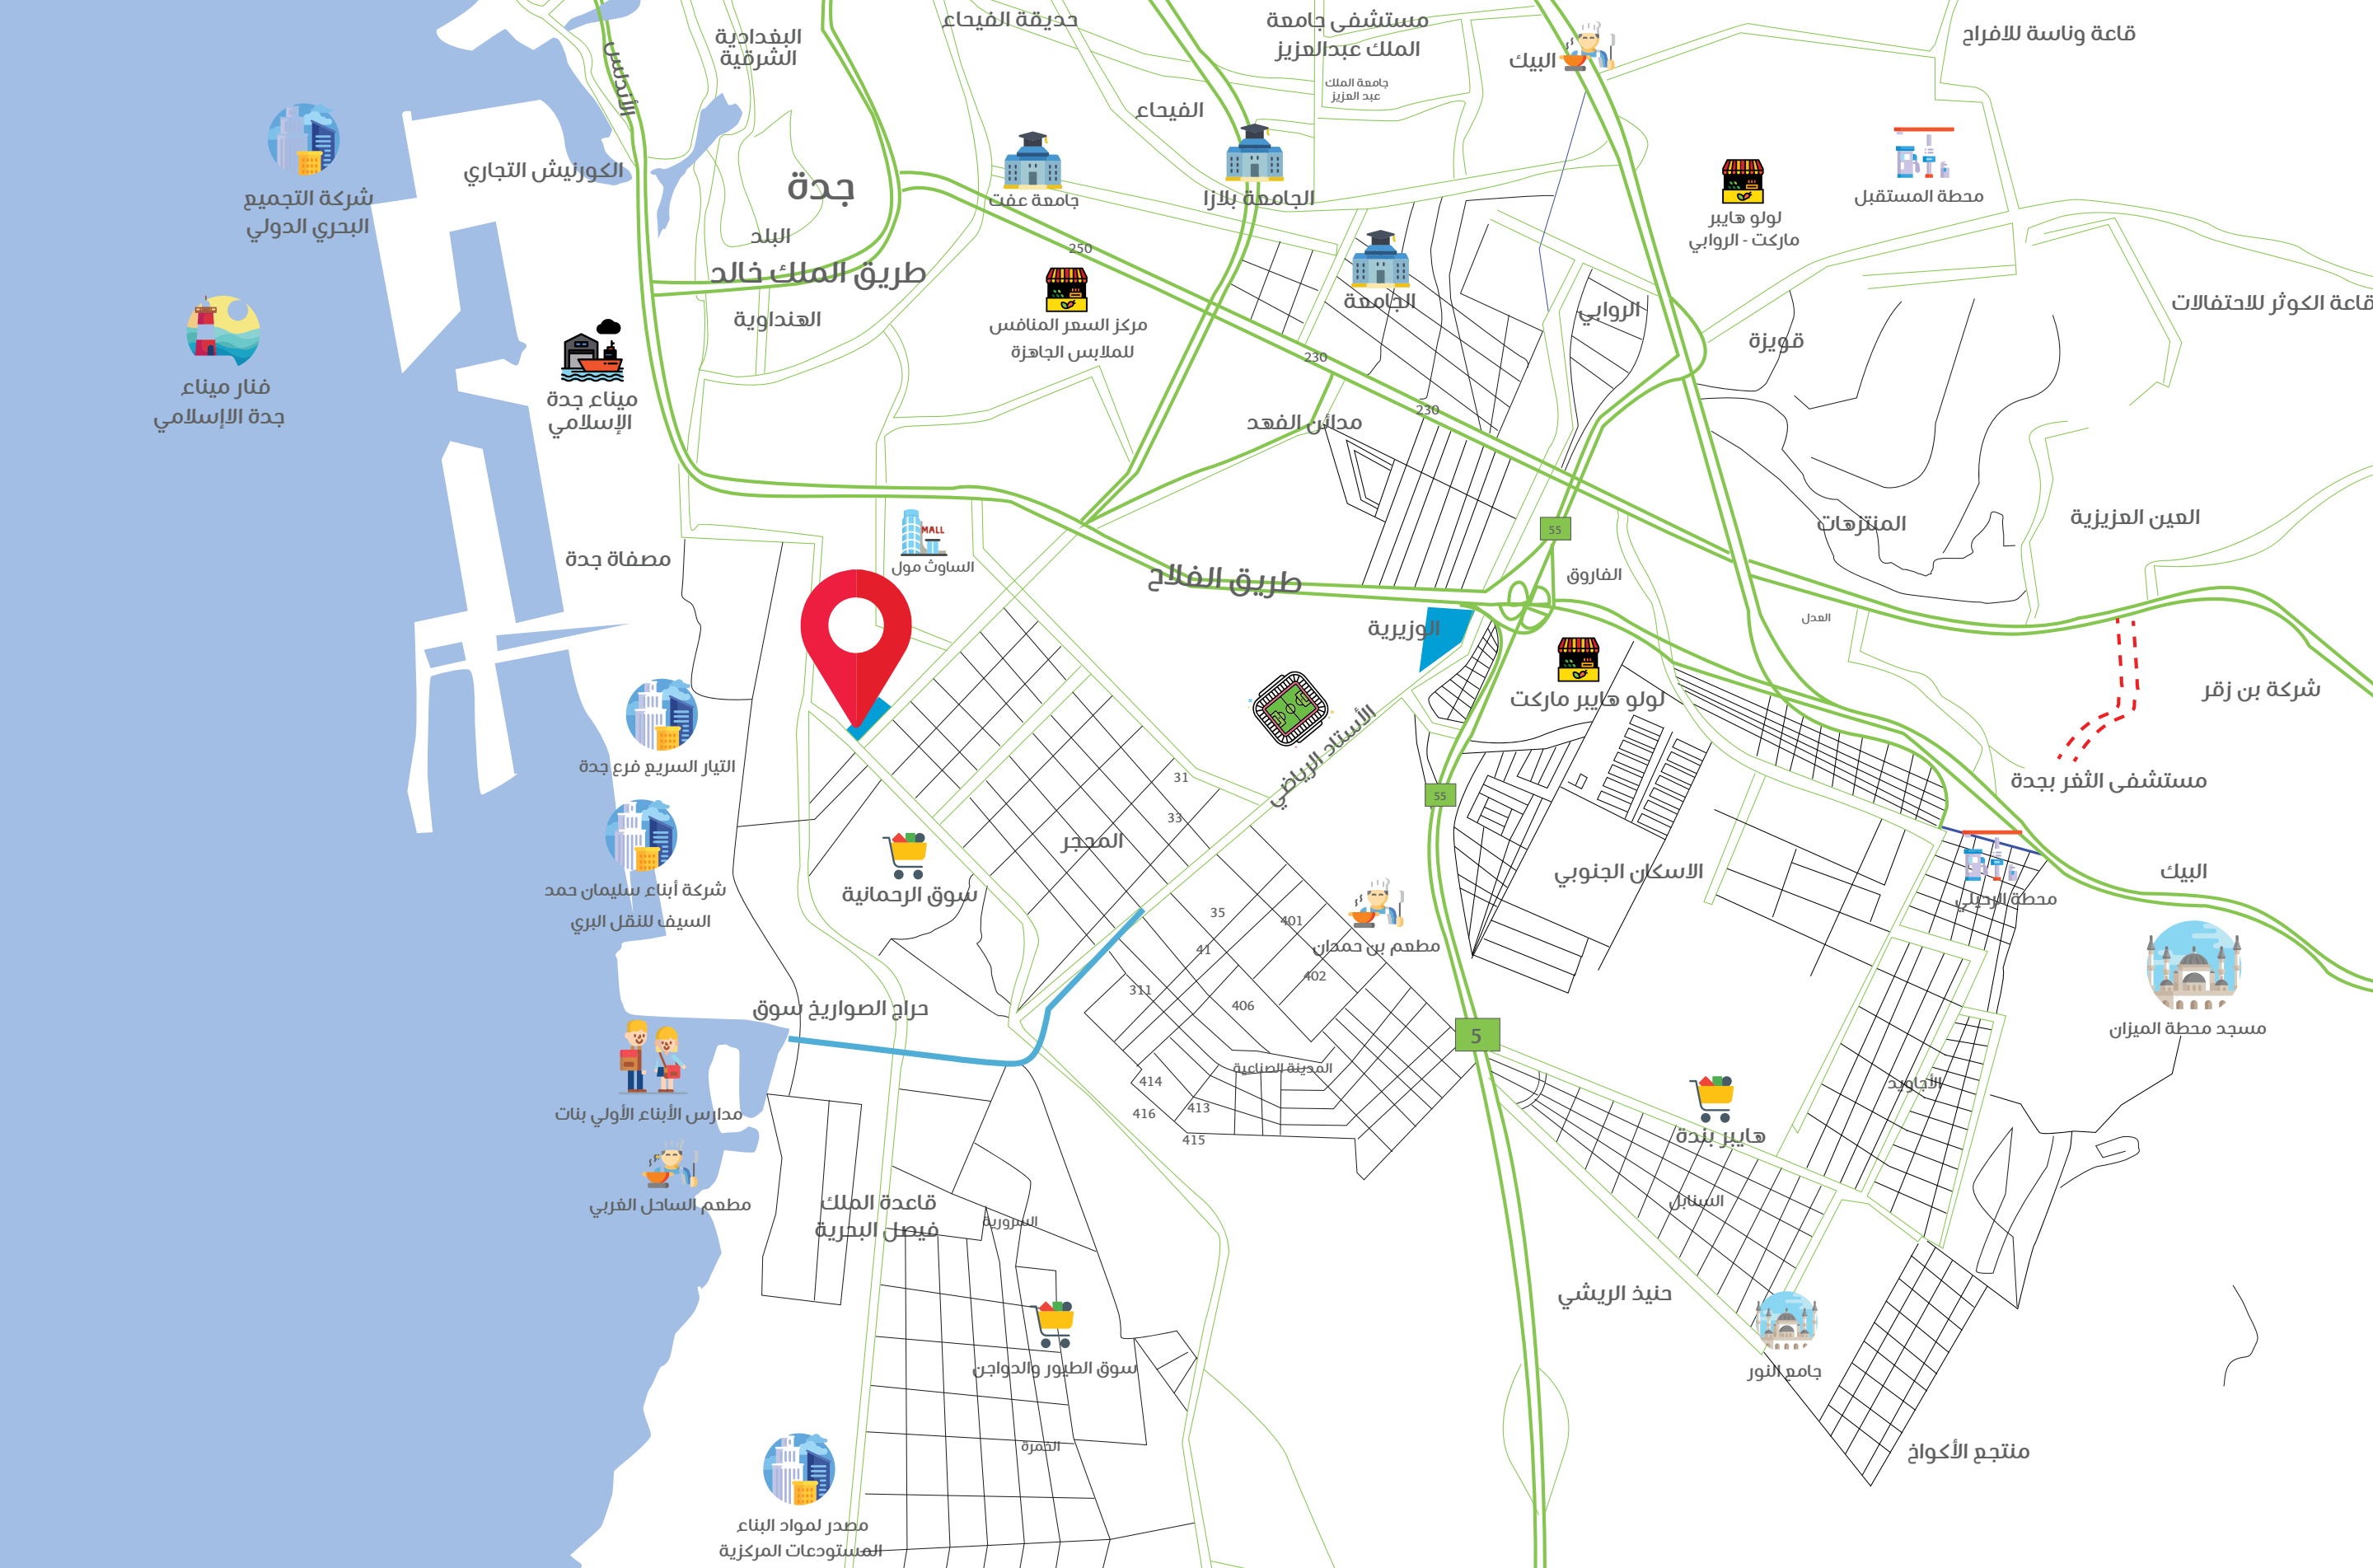 حديقة الفيحاء
مستشفى جامعة
الملك عبدالعزيز
جامعة الملك
عبد العزيز
البيك
قاعة وناسة للافراح
البغدادية
الشرقية
الأندلس
الفيحاء
الكورنيش التجاري
جدة
شركة التجميع
البحري الدولي
جامعة عفت
الجامعة بلازا
لولو هايبر
ماركت - الروابي
محطة المستقبل
البلد
250
طريق الملك خالد
الجامعة
الروابي
قاعة الكوثر للاحتفالات
الهنداوية
مركز السعر المنافس
للملابس الجاهزة
230
قويزة
فنار ميناء
جدة الاإسلامي
ميناء جدة
الإسلامي
مدائن الفهد
230
MALL
الساوث مول
55
المنتزهات
العين العزيزية
مصفاة جدة
طريق الفلاح
الفاروق
الوزيرية
العدل
لولو هايبر ماركت
شركة بن زقر
التيار السريع فرع جدة
الأستاد الرياضي
31
55
مستشفى الثغر بجدة
33
المحجر
سوق الرحمانية
شركة أبناء سليمان حمد
السيف للنقل البري
الاسكان الجنوبي
البيك
محطة الرحيلي
35
401
41
مطعم بن حمدان
402
311
406
حراج الصواريخ سوق
5
مسجد محطة الميزان
المدينة الصناعية
414
413
416
415
الأجاويد
مدارس الأبناء الأولي بنات
هايبر بندة
مطعم الساحل الغربي
قاعدة الملك
فيصل البحرية
السرورية
السنابل
حنيذ الريشي
سوق الطيور والدواجن
جامع النور
الخمرة
منتجع الأكواخ
مصدر لمواد البناء
المستودعات المركزية